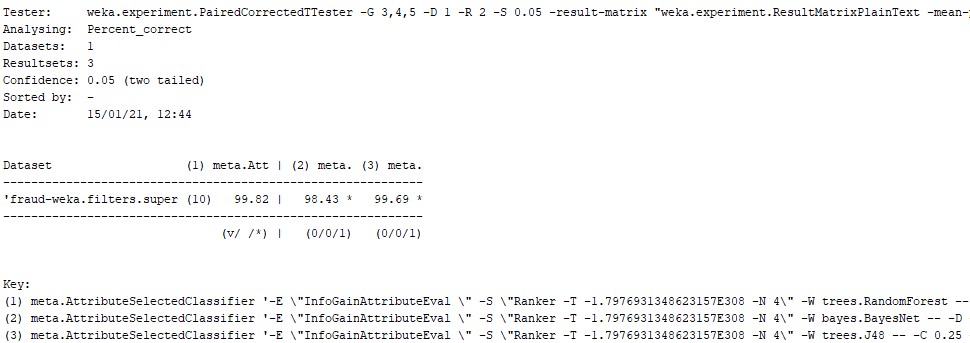 Tester:     weka.experiment.PairedCorrectedTTester -G 3,4,5 -D 1 -R 2 -S 0.05 -result-matrix "weka.experiment.ResultMatrixPlainText -mean-
Analysing:  Percent_correct
Datasets:   1
Resultsets: 3
Confidence: 0.05 (two tailed)
Sorted by:  -
Date:       15/01/21, 12:44
Dataset                   (1) meta.Att | (2) meta. (3) meta.
------------------------------------------------------------
'fraud-weka.filters.super (10)   99.82 |   98.43 *   99.69 *
------------------------------------------------------------
                               (v/ /*) |   (0/0/1)   (0/0/1)
Key:
(1) meta.AttributeSelectedClassifier '-E \"InfoGainAttributeEval \" -S \"Ranker -T -1.7976931348623157E308 -N 4\" -W trees.RandomForest --
(2) meta.AttributeSelectedClassifier '-E \"InfoGainAttributeEval \" -S \"Ranker -T -1.7976931348623157E308 -N 4\" -W bayes.BayesNet -- -D
(3) meta.AttributeSelectedClassifier '-E \"InfoGainAttributeEval \" -S \"Ranker -T -1.7976931348623157E308 -N 4\" -W trees.J48 -- -C 0.25